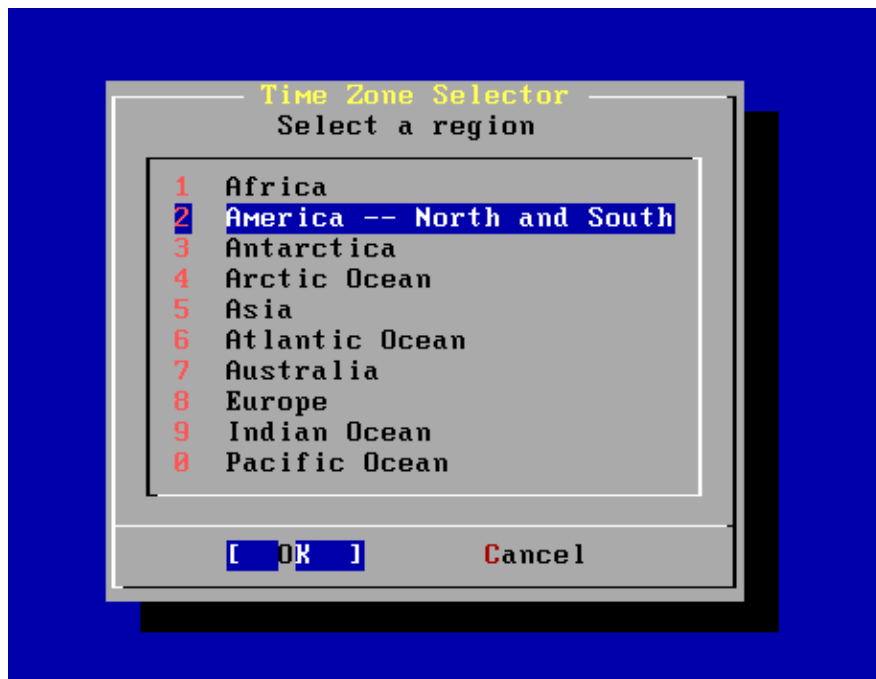 Time Zone Selector
Select a region
1 Africa
2 America -- North and South
3 Antarctica
4 Arctic Ocean
5 Asia
6 Atlantic Ocean
7 Australia
8 Europe
9 Indian Ocean
0 Pacific Ocean
[ OK ] Cancel